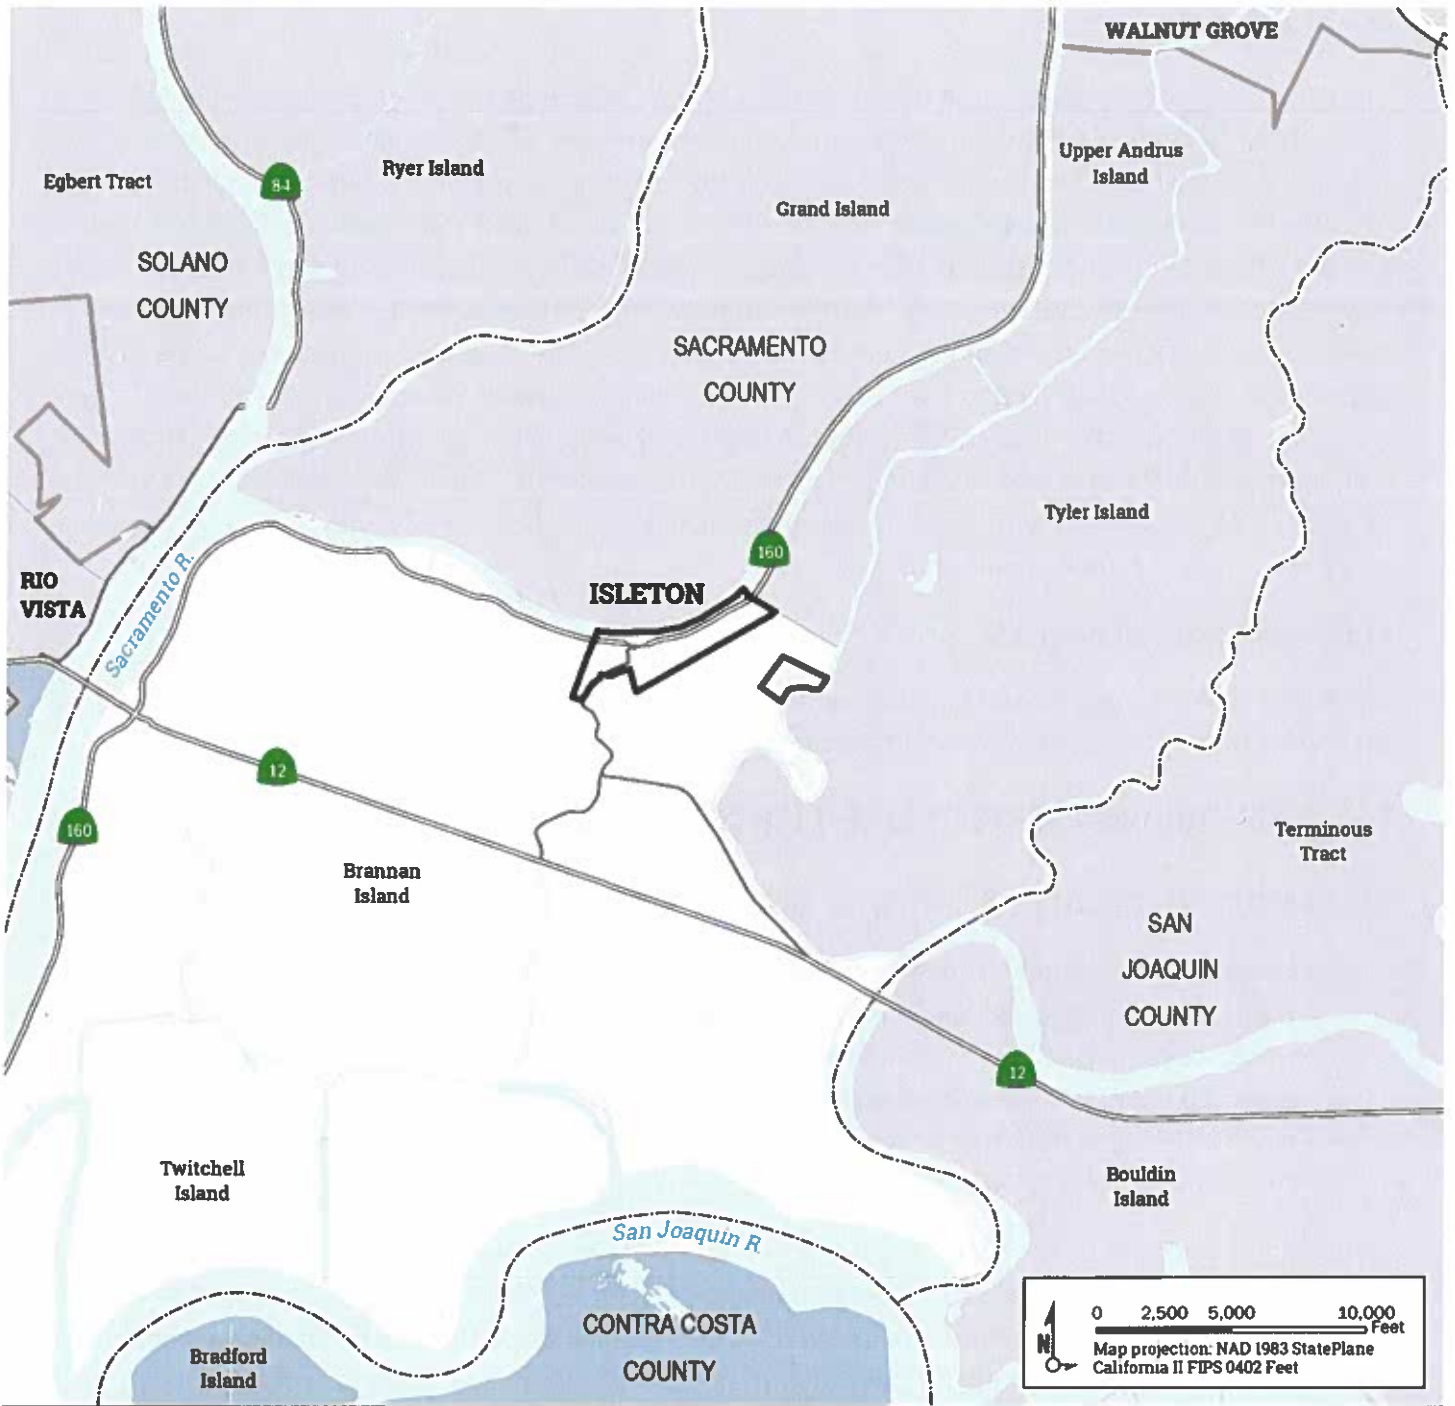 WALNUT GROVE
Upper Andrus
Island
Ryer Island
Egbert Tract
84
Grand Island
SOLANO
COUNTY
SACRAMENTO
COUNTY
Tyler Island
160
ISLETON
RIO
VISTA
Sacramento R.
12
160
Brannan
Island
Terminous
Tract
SAN
JOAQUIN
COUNTY
12
Twitchell
Island
Bouldin
Island
San Joaquin R
CONTRA COSTA
COUNTY
Bradford
Island
0 2,500 5,000 10,000
Feet
N
Map projection: NAD 1983 StatePlane
California II FIPS 0402 Feet